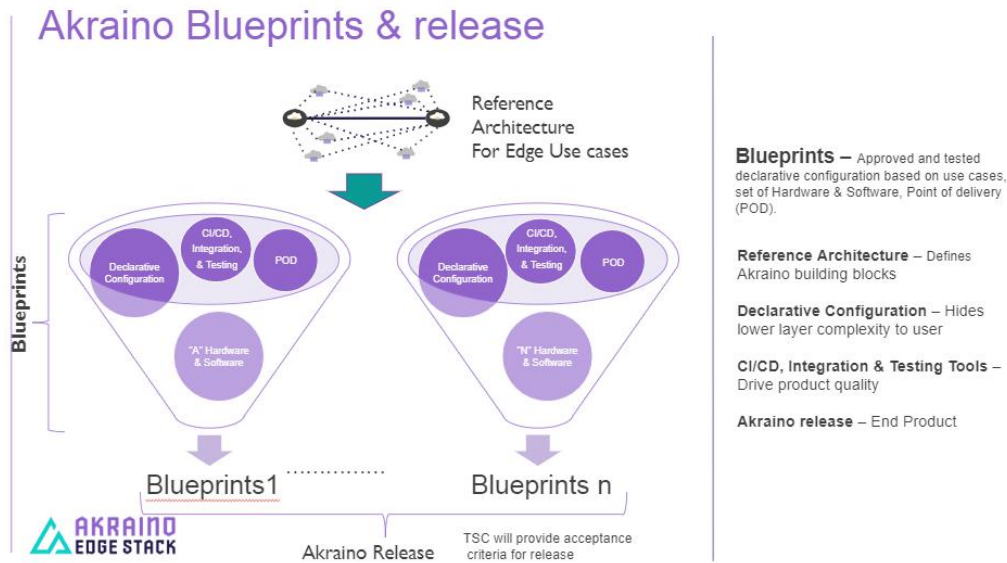 Akraino Blueprints & release
Reference
Architecture
For Edge Use cases
Blueprints
Declarative
Configuration
CI/CD,
Integration,
& Testing
POD
"A" Hardware
& Software
Declarative
Configuration
CI/CD,
Integration,
& Testing
POD
"N" Hardware
& Software
Blueprints1
....................
Blueprints n
Akraino Release
TSC will provide acceptance
criteria for release
AKRAINO
EDGE STACK
Blueprints – Approved and tested
declarative configuration based on use cases,
set of Hardware & Software, Point of delivery
(POD).
Reference Architecture – Defines
Akraino building blocks
Declarative Configuration – Hides
lower layer complexity to user
CI/CD, Integration & Testing Tools –
Drive product quality
Akraino release – End Product